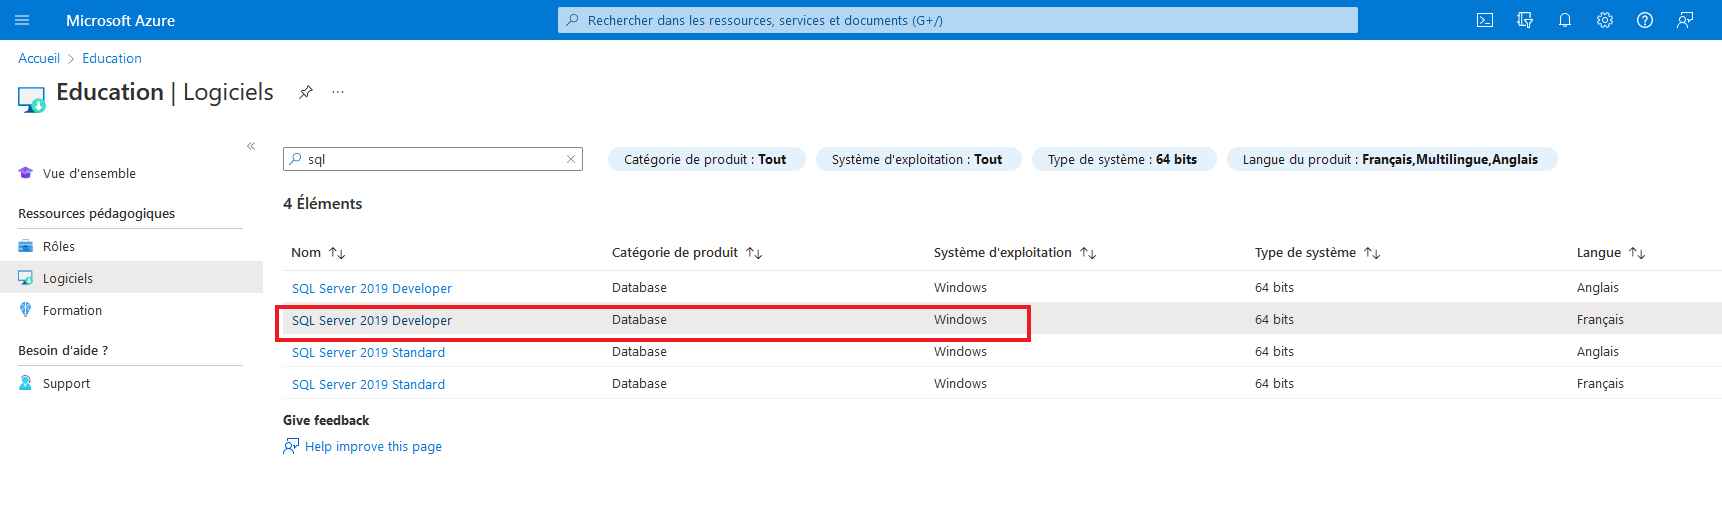 Microsoft Azure
Rechercher dans les ressources, services et documents (G+/)
Accueil > Education
Education | Logiciels
Vue d'ensemble
Ressources pédagogiques
Rôles
Logiciels
Formation
Besoin d'aide ?
Support
sql
Catégorie de produit : Tout
Système d'exploitation : Tout
Type de système : 64 bits
Langue du produit : Français,Multilingue,Anglais
4 Éléments
Nom Catégorie de produit Système d'exploitation Type de système Langue
SQL Server 2019 Developer Database Windows 64 bits Anglais
SQL Server 2019 Developer Database Windows 64 bits Français
SQL Server 2019 Standard Database Windows 64 bits Anglais
SQL Server 2019 Standard Database Windows 64 bits Français
Give feedback
Help improve this page